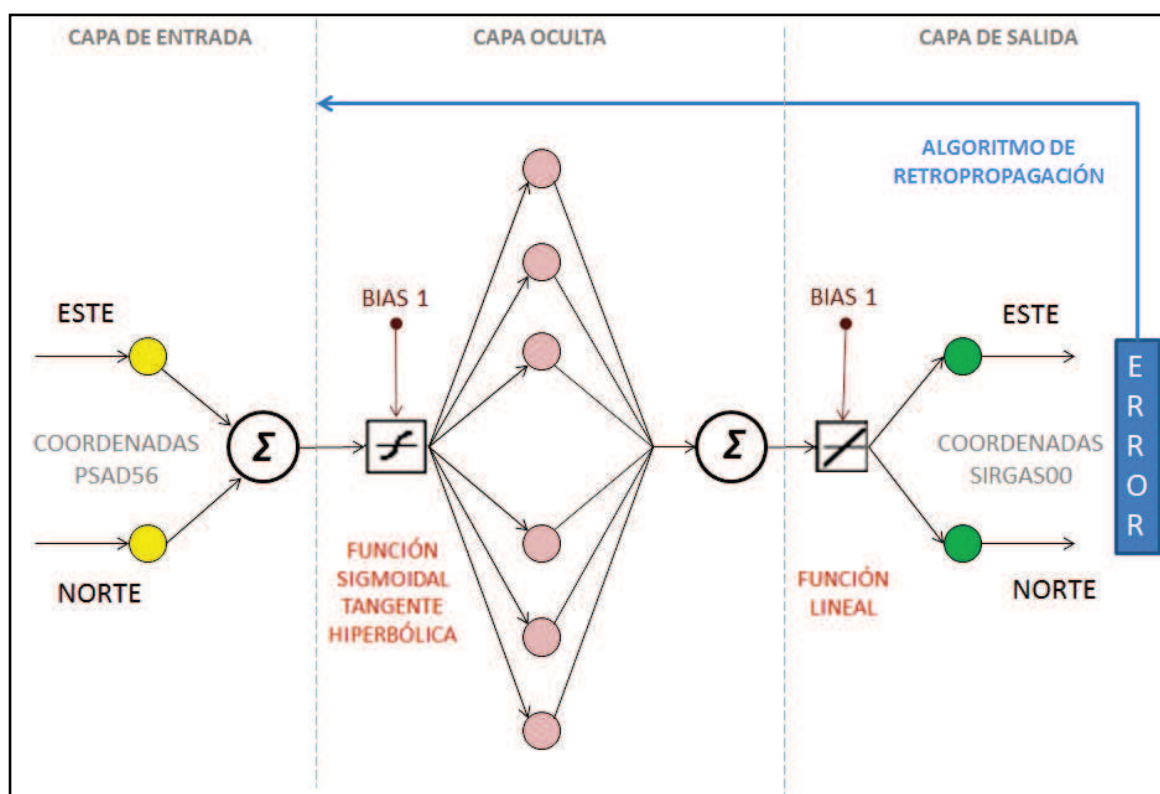 CAPA DE ENTRADA
CAPA OCULTA
CAPA DE SALIDA
ALGORITMO DE
RETROPROPAGACIÓN
ESTE
BIAS 1
BIAS 1
ESTE
COORDENADAS
PSAD56
Σ
Σ
COORDENADAS
SIRGAS00
ERROR
NORTE
FUNCIÓN
SIGMOIDAL
TANGENTE
HIPERBÓLICA
FUNCIÓN
LINEAL
NORTE